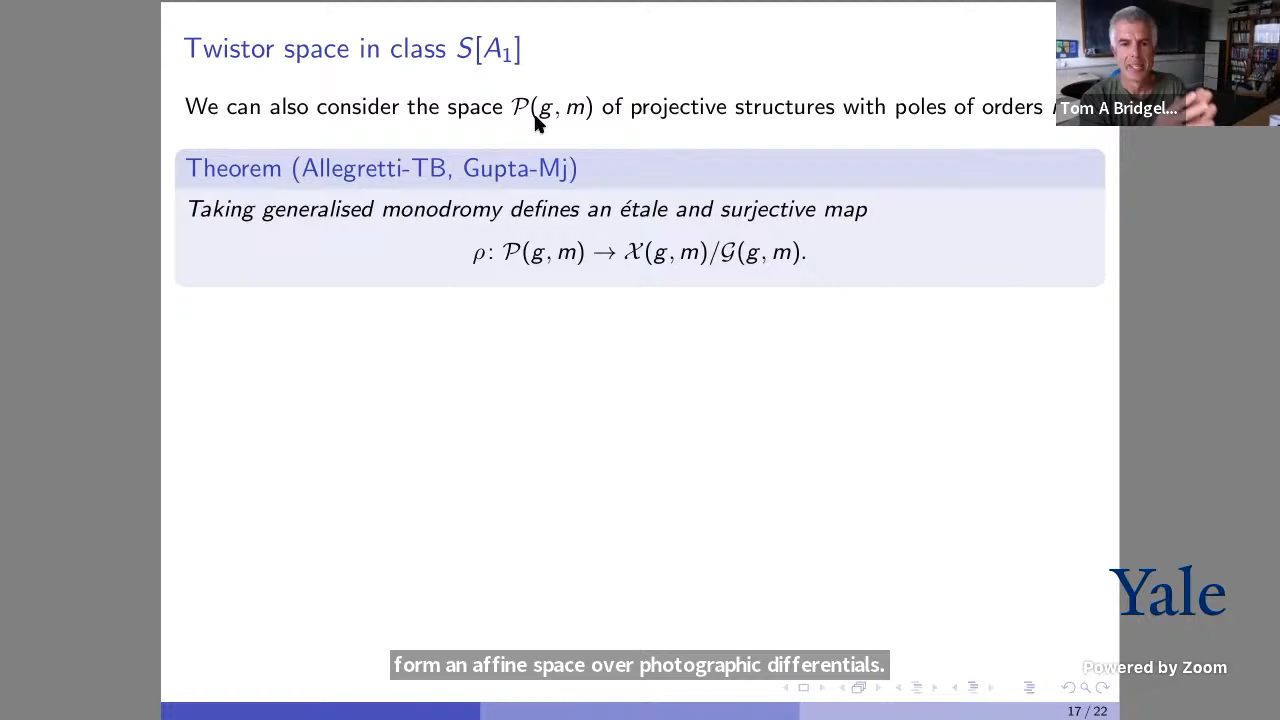 Twistor space in class S[A₁]
We can also consider the space 𝒫(g, m) of projective structures with poles of orders
Tom A Bridgel...
Theorem (Allegretti-TB, Gupta-Mj)
Taking generalised monodromy defines an étale and surjective map
ρ: 𝒫(g, m) → 𝒳(g, m)/𝒢(g, m).
Yale
form an affine space over photographic differentials.
Powered by Zoom
17 / 22